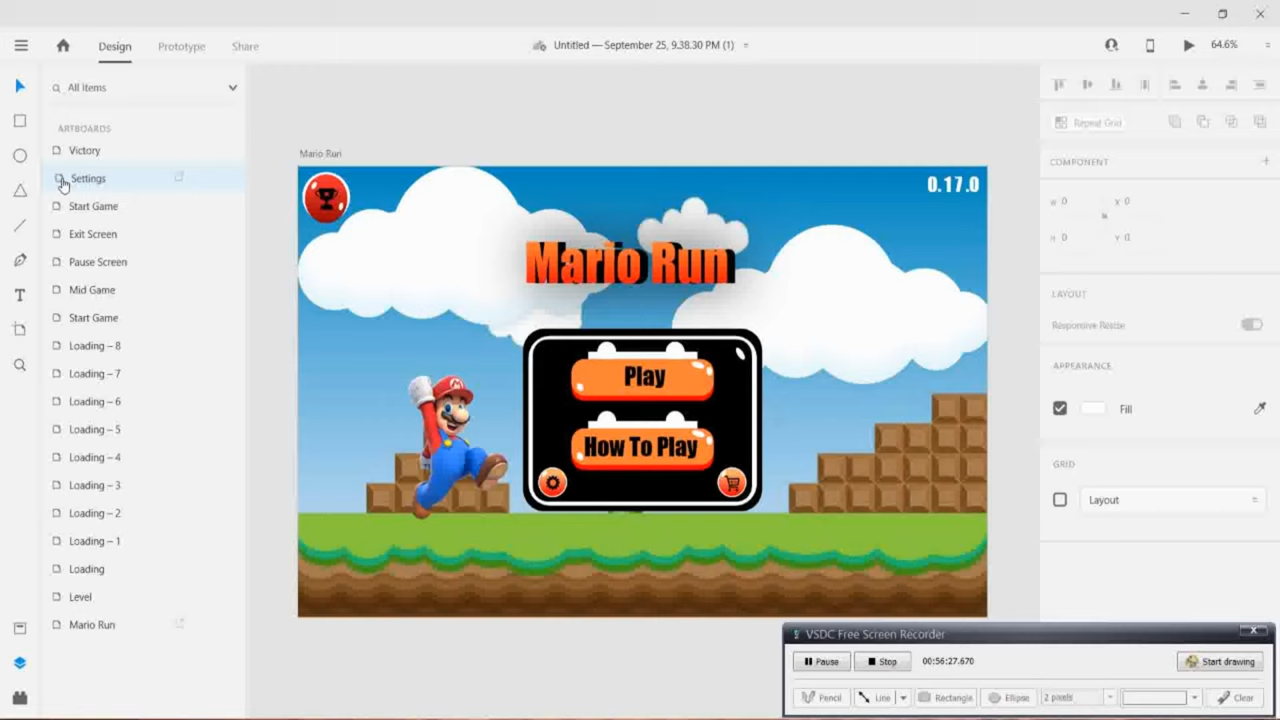 Design
Prototype
Share
Untitled — September 25, 9.38.30 PM (1)
64.6%
All Items
ARTBOARDS
Victory
Settings
Start Game
Exit Screen
Pause Screen
Mid Game
Start Game
Loading – 8
Loading – 7
Loading – 6
Loading – 5
Loading – 4
Loading – 3
Loading – 2
Loading – 1
Loading
Level
Mario Run
Mario Run
0.17.0
Mario Run
Play
How To Play
Repeat Grid
COMPONENT
W 0 X 0
H 0 Y 0
LAYOUT
Responsive Resize
APPEARANCE
Fill
GRID
Layout
VSDC Free Screen Recorder
Pause Stop 00:56:27.670 Start drawing
Pencil Line Rectangle Ellipse 2 pixels Clear